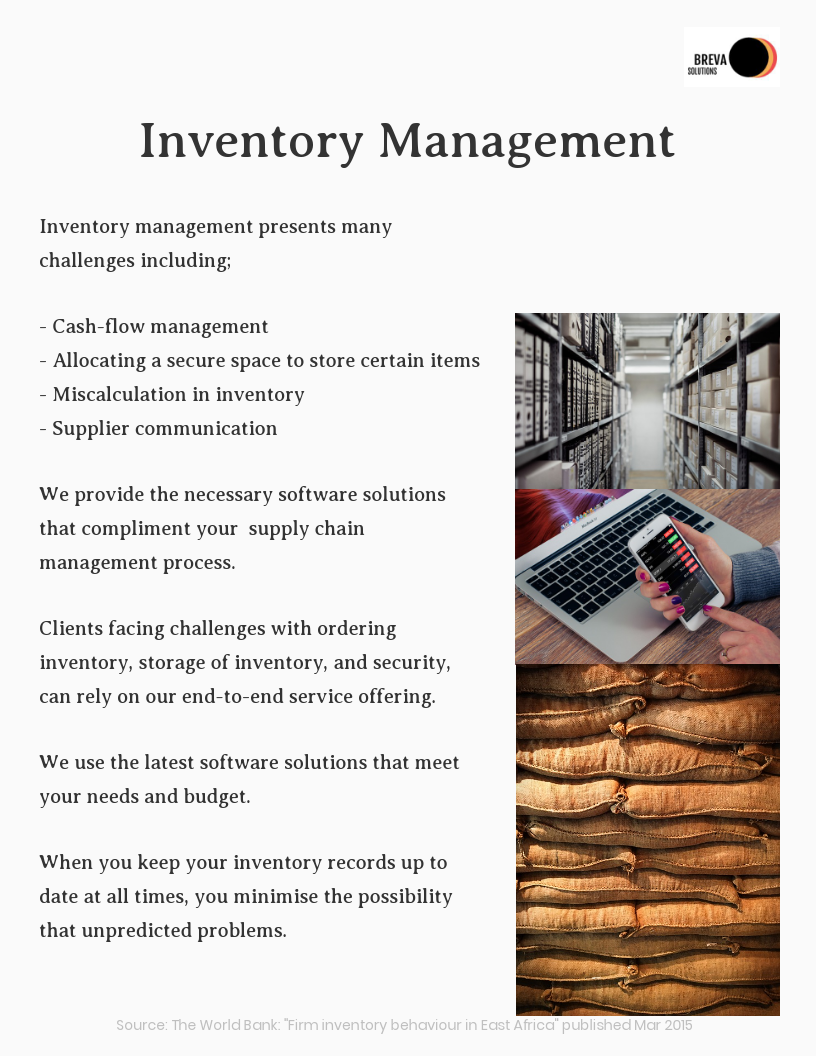 BREVA
SOLUTIONS
Inventory Management
Inventory management presents many
challenges including;
- Cash-flow management
- Allocating a secure space to store certain items
- Miscalculation in inventory
- Supplier communication
We provide the necessary software solutions
that compliment your  supply chain
management process.
Clients facing challenges with ordering
inventory, storage of inventory, and security,
can rely on our end-to-end service offering.
We use the latest software solutions that meet
your needs and budget.
When you keep your inventory records up to
date at all times, you minimise the possibility
that unpredicted problems.
Source: The World Bank: "Firm inventory behaviour in East Africa" published Mar 2015